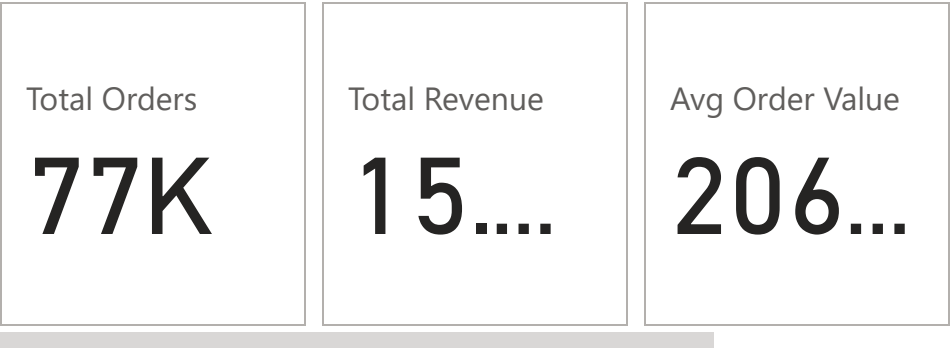 Total Orders
77K
Total Revenue
15....
Avg Order Value
206...